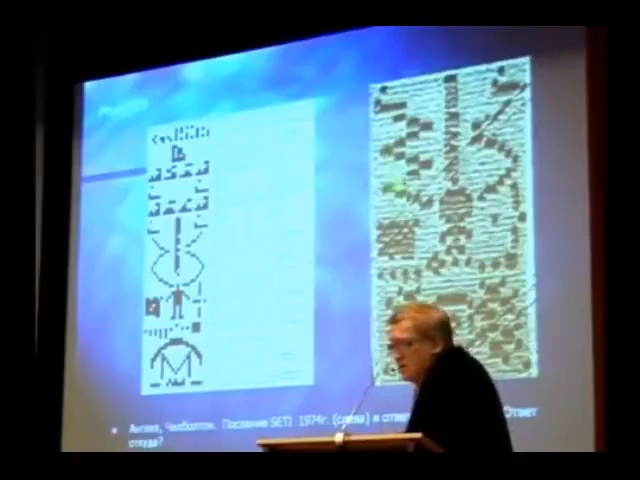 Англия, Чилболтон. Послание SETI 1974г. (слева) и ответ Ответ
откуда?